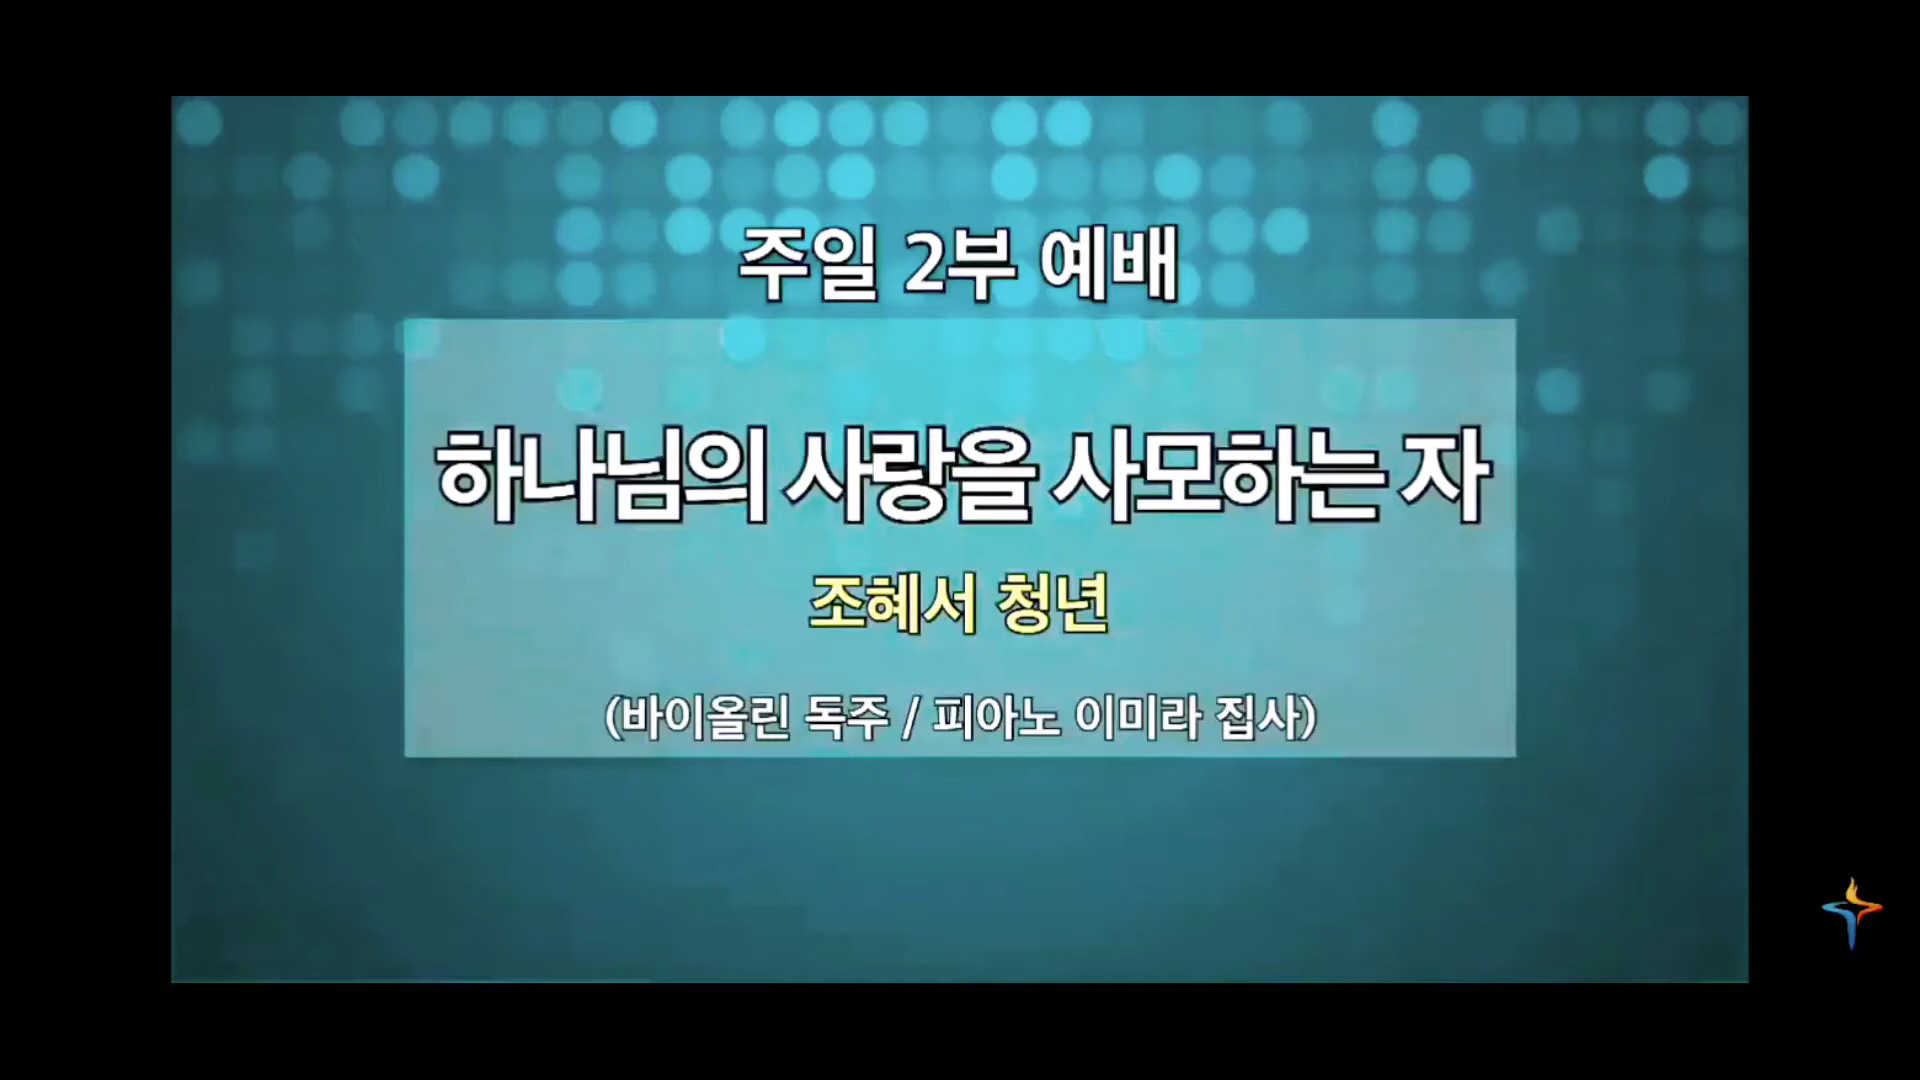 주일 2부 예배
하나님의 사랑을 사모하는 자
조혜서 청년
(바이올린 독주 / 피아노 이미라 집사)